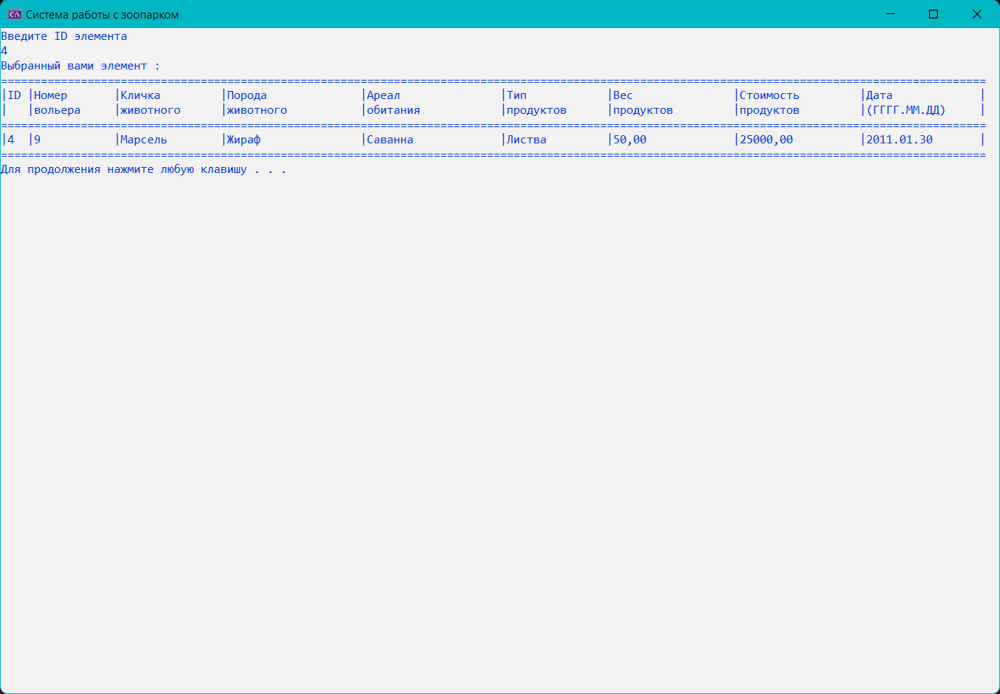 Система работы с зоопарком
Введите ID элемента
4
Выбранный вами элемент :
====================================================================================================================================================
|ID |Номер       |Кличка         |Порода              |Ареал               |Тип            |Вес               |Стоимость         |Дата             |
|   |вольера     |животного      |животного           |обитания            |продуктов      |продуктов         |продуктов         |(ГГГГ.ММ.ДД)     |
====================================================================================================================================================
|4  |9           |Марсель        |Жираф               |Саванна             |Листва         |50,00             |25000,00          |2011.01.30       |
====================================================================================================================================================
Для продолжения нажмите любую клавишу . . .